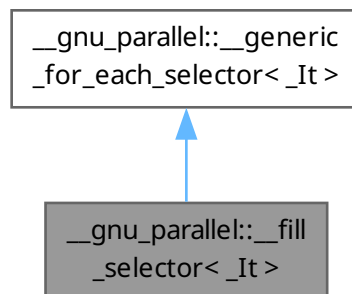 __gnu_parallel::__generic
_for_each_selector< _It >
__gnu_parallel::__fill
_selector< _It >